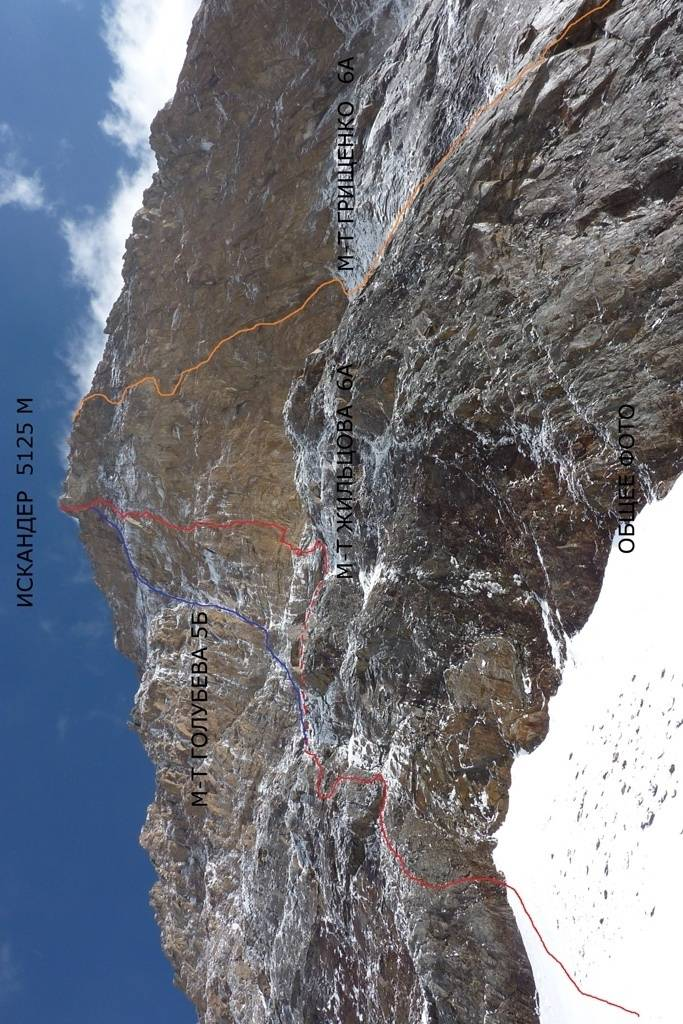 ИСКАНДЕР 5125 М
М-Т ГОЛУБЕВА 5Б
М-Т ЖИЛЬЦОВА 6А
М-Т ГРИЩЕНКО 6А
ОБЩЕЕ ФОТО